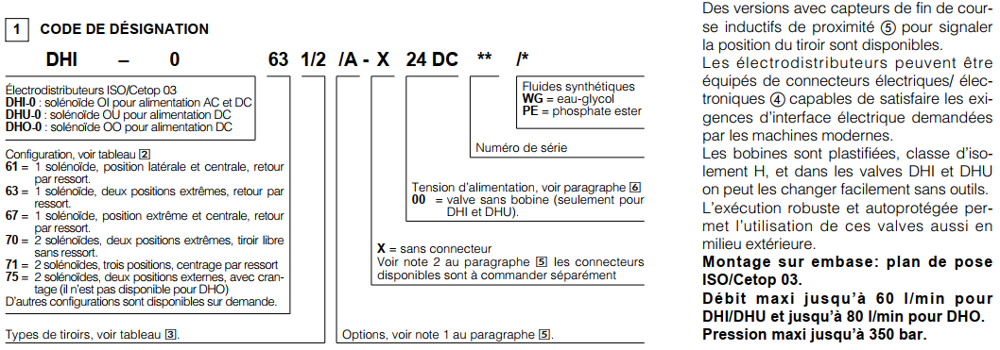 1 CODE DE DÉSIGNATION
DHI – 0 63 1/2 /A - X 24 DC ** /*
Électrodistributeurs ISO/Cetop 03
DHI-0 : solénoïde OI pour alimentation AC et DC
DHU-0 : solénoïde OU pour alimentation DC
DHO-0 : solénoïde OO pour alimentation DC
Configuration, voir tableau 2
61 = 1 solénoïde, position latérale et centrale, retour
par ressort.
63 = 1 solénoïde, deux positions extrêmes, retour par
ressort.
67 = 1 solénoïde, position extrême et centrale, retour
par ressort.
70 = 2 solénoïdes, deux positions extrêmes, tiroir libre
sans ressort.
71 = 2 solénoïdes, trois positions, centrage par ressort
75 = 2 solénoïdes, deux positions externes, avec cran-
tage (il n'est pas disponible pour DHO)
D'autres configurations sont disponibles sur demande.
Types de tiroirs, voir tableau 3.
Fluides synthétiques
WG = eau-glycol
PE = phosphate ester
Numéro de série
Tension d'alimentation, voir paragraphe 6
00 = valve sans bobine (seulement pour
DHI et DHU).
X = sans connecteur
Voir note 2 au paragraphe 5 les connecteurs
disponibles sont à commander séparément
Options, voir note 1 au paragraphe 5.
Des versions avec capteurs de fin de cour-
se inductifs de proximité ⑤ pour signaler
la position du tiroir sont disponibles.
Les électrodistributeurs peuvent être
équipés de connecteurs électriques/ élec-
troniques ④ capables de satisfaire les exi-
gences d'interface électrique demandées
par les machines modernes.
Les bobines sont plastifiées, classe d'iso-
lement H, et dans les valves DHI et DHU
on peut les changer facilement sans outils.
L'exécution robuste et autoprotégée per-
met l'utilisation de ces valves aussi en
milieu extérieure.
Montage sur embase: plan de pose
ISO/Cetop 03.
Débit maxi jusqu'à 60 l/min pour
DHI/DHU et jusqu'à 80 l/min pour DHO.
Pression maxi jusqu'à 350 bar.